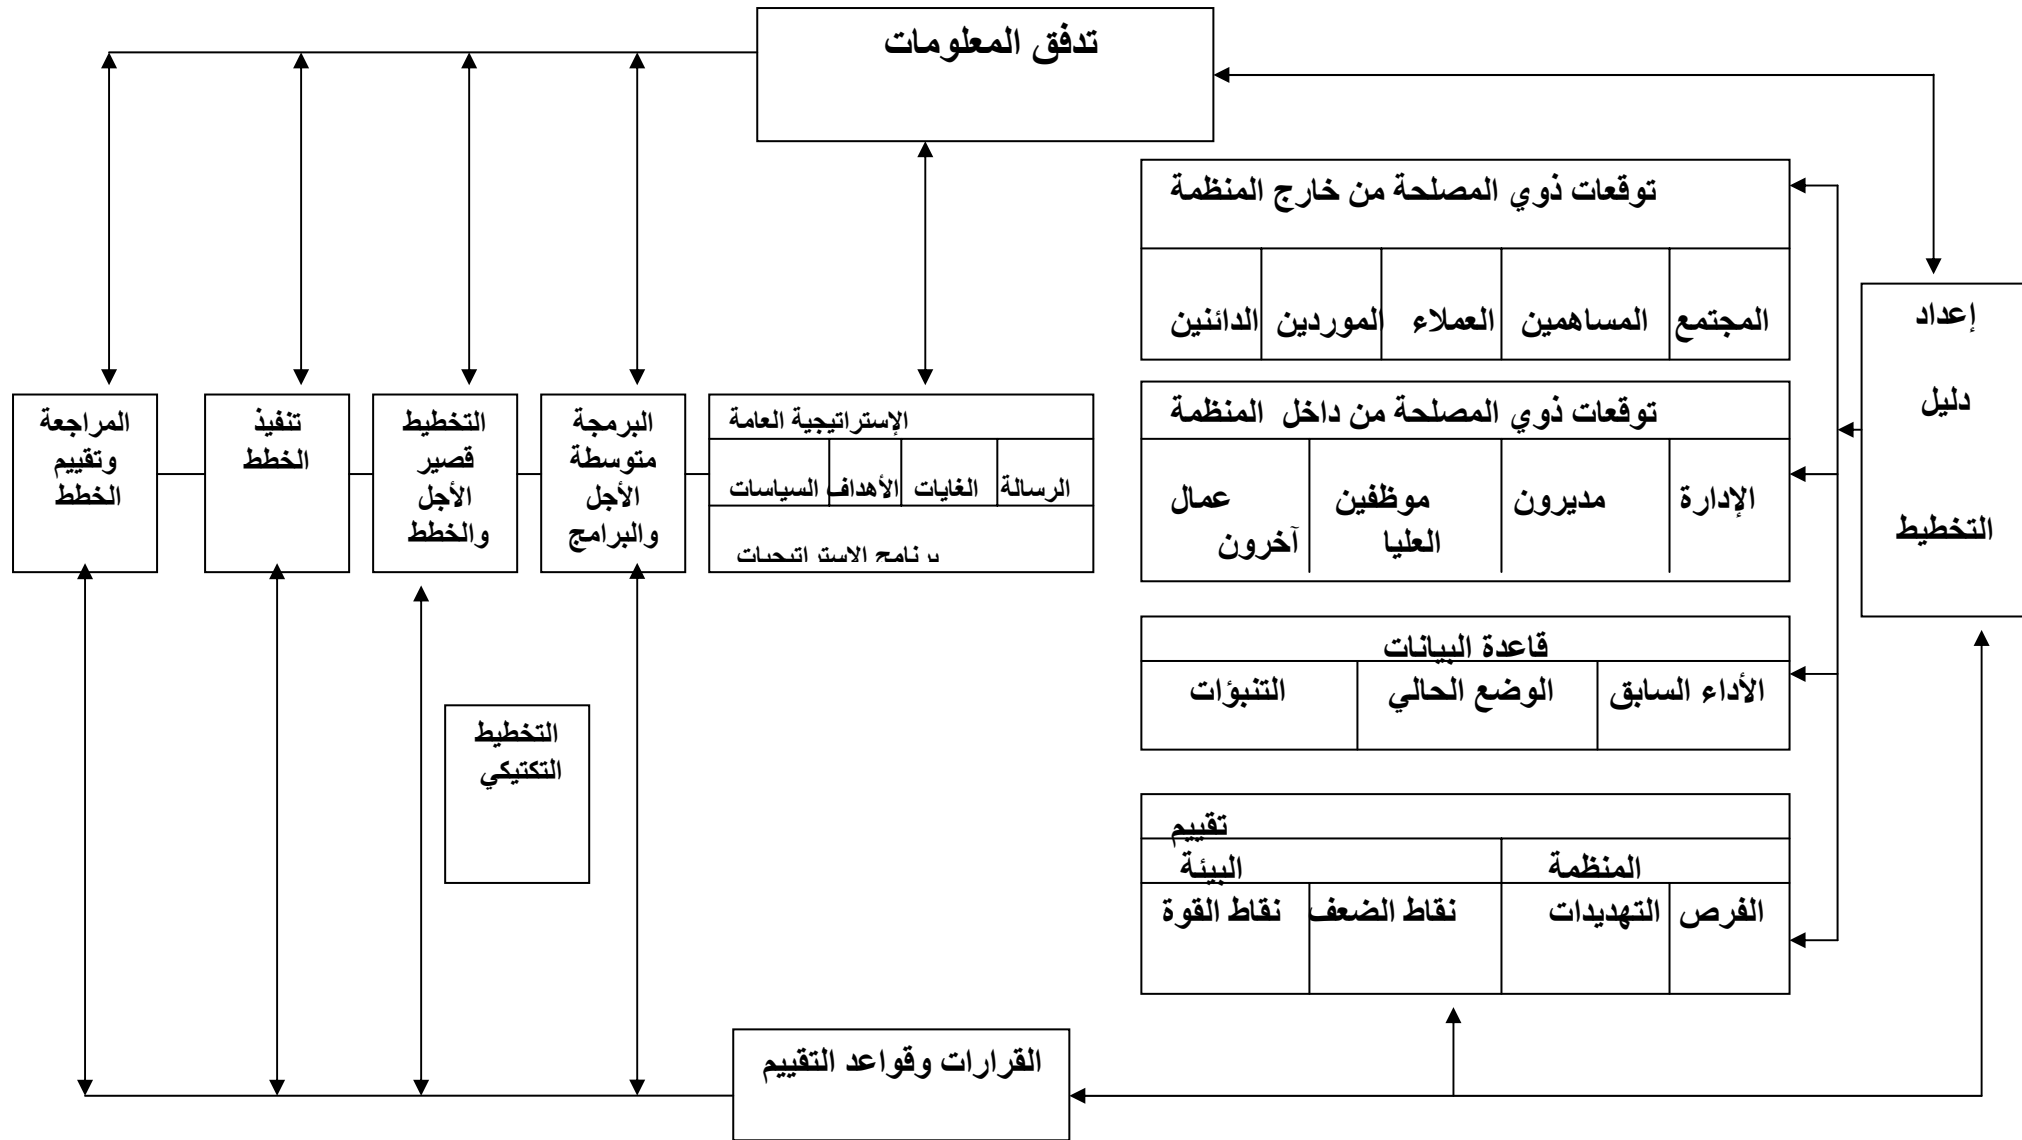 تدفق المعلومات
توقعات ذوي المصلحة من خارج المنظمة
المجتمع
المساهمين
العملاء
الموردين
الدائنين
إعداد
دليل
التخطيط
توقعات ذوي المصلحة من داخل المنظمة
الإدارة
مديرون
موظفين
عمال
العليا
آخرون
قاعدة البيانات
الأداء السابق
الوضع الحالي
التنبؤات
تقييم
المنظمة
البيئة
الفرص
التهديدات
نقاط الضعف
نقاط القوة
الإستراتيجية العامة
الرسالة
الغايات
الأهداف
السياسات
برنامج الاستراتيجيات
البرمجة
متوسطة
الأجل
والبرامج
التخطيط
قصير
الأجل
والخطط
تنفيذ
الخطط
المراجعة
وتقييم
الخطط
التخطيط
التكتيكي
القرارات وقواعد التقييم